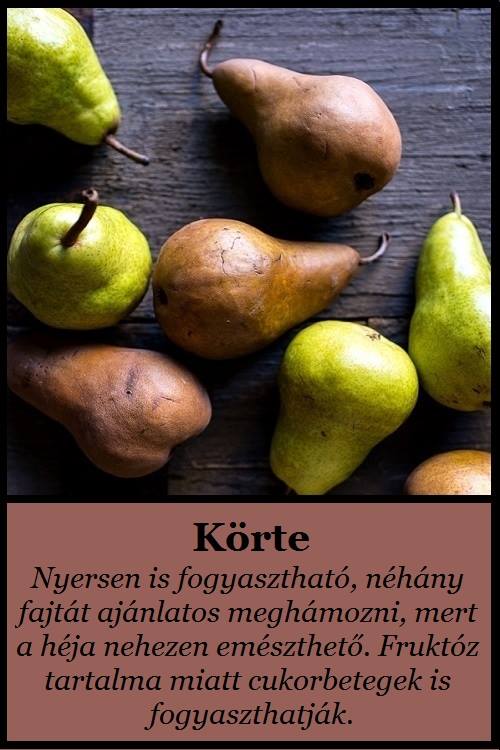 Körte
Nyersen is fogyasztható, néhány
fajtát ajánlatos meghámozni, mert
a héja nehezen emészthető. Fruktóz
tartalma miatt cukorbetegek is
fogyaszthatják.